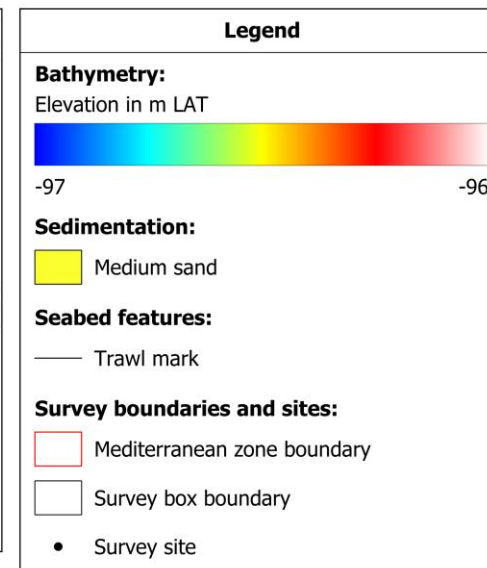 Legend
Bathymetry:
Elevation in m LAT
-97 -96
Sedimentation:
Medium sand
Seabed features:
Trawl mark
Survey boundaries and sites:
Mediterranean zone boundary
Survey box boundary
Survey site